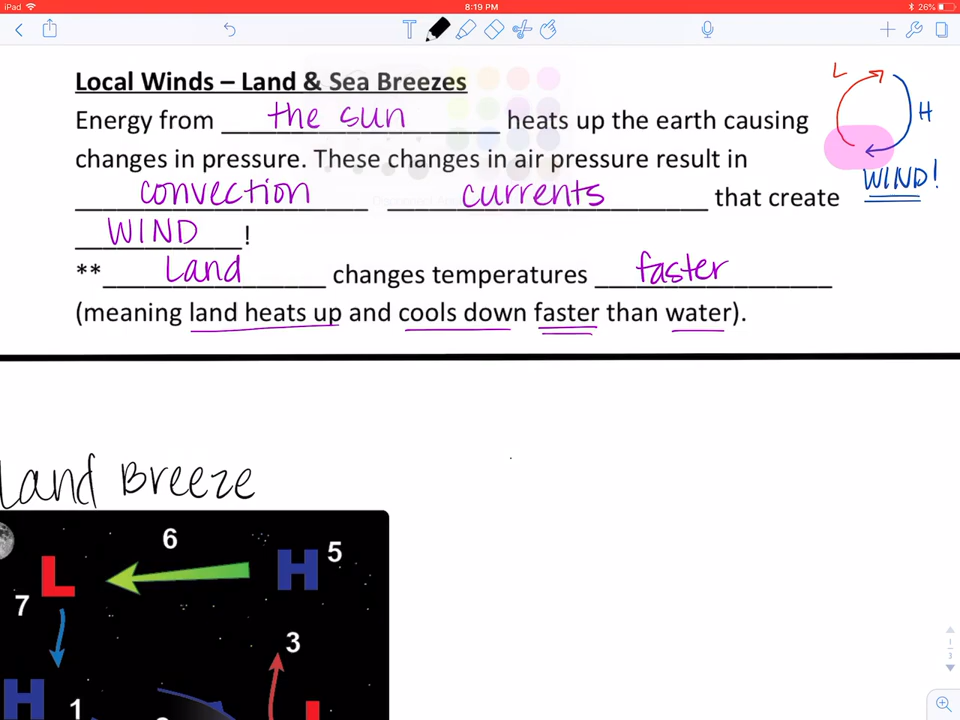 iPad 8:19 PM 26%
T
Local Winds – Land & Sea Breezes
L
Energy from the sun heats up the earth causing
H
changes in pressure. These changes in air pressure result in
WIND!
convection currents that create
WIND !
** Land changes temperatures faster
(meaning land heats up and cools down faster than water).
Land Breeze
6
L H 5
7
3
H 1 L
1
3